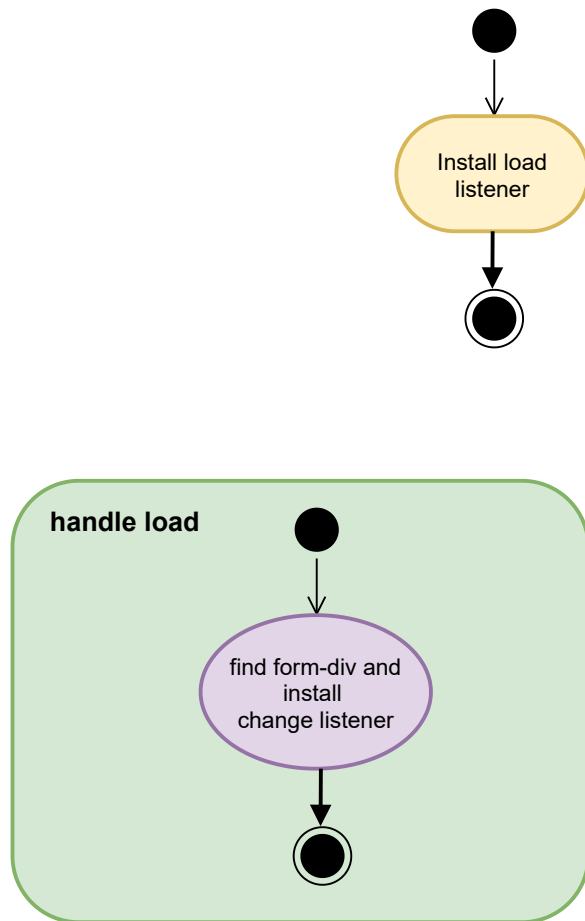 Install load
listener
handle load
find form-div and
install
change listener